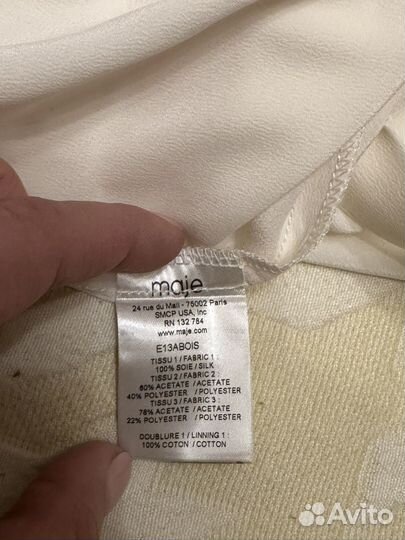 maje
24 rue du Mail - 75002 Paris
SMCP USA, Inc
RN 132 784
www.maje.com
E13ABOIS
TISSU 1 / FABRIC 1 :
100% SOIE / SILK
TISSU 2 / FABRIC 2 :
60% ACETATE / ACETATE
40% POLYESTER / POLYESTER
TISSU 3 / FABRIC 3 :
78% ACETATE / ACETATE
22% POLYESTER / POLYESTER
DOUBLURE 1 / LINNING 1 :
100% COTON / COTTON
Avito